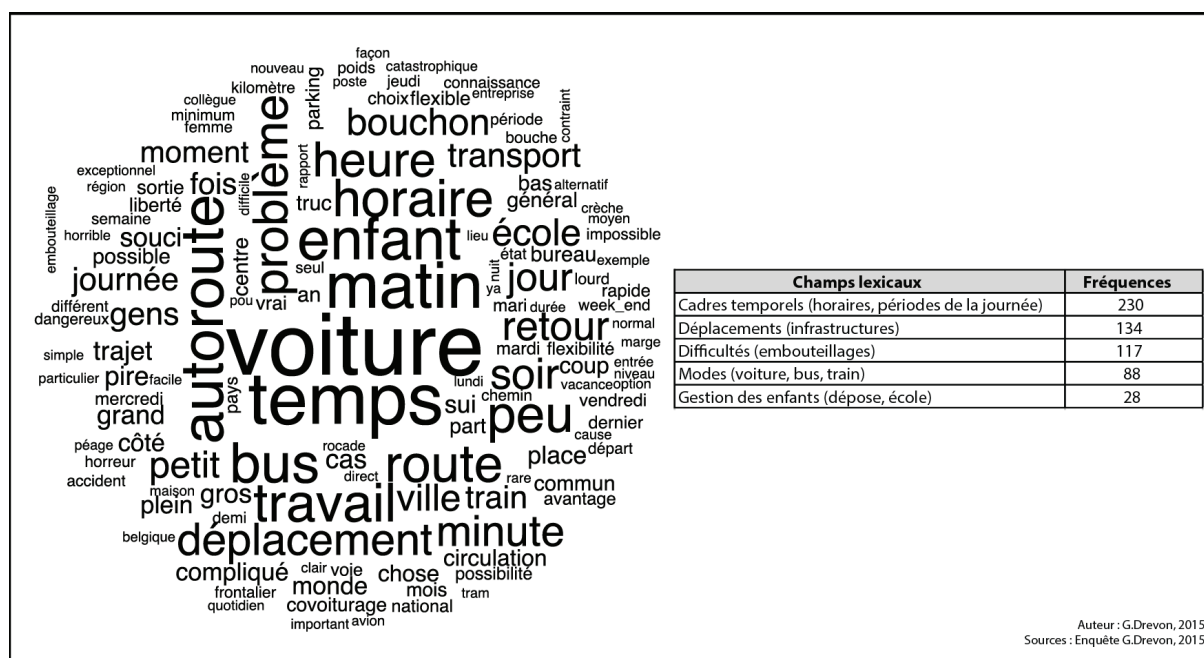 façon
nouveau poids catastrophique
poste jeudi connaissance
kilomètre parking choix flexible entreprise
collègue
minimum
femme
problème bouchon période contraint
bouche
moment heure transport
exceptionnel rapport
région sortie fois difficile bas alternatif
liberté truc horaire général crèche
embouteillage semaine moyen
horrible souci enfant lieu école impossible
possible centre seul état bureau exemple
journée autoroute an matin nuit jour lourd
ya rapide
différent pou vrai mari durée week_end
dangereux gens voiture retour normal
simple trajet mardi flexibilité marge
particulier pire facile pays temps lundi soir coup entrée
niveau
mercredi chemin vacance option
grand sui peu vendredi
part dernier
péage côté rocade cause
horreur petit bus cas route place départ
accident direct rare commun
maison gros travail ville train avantage
plein
demi
belgique déplacement minute
circulation
compliqué clair voie chose possibilité
frontalier monde mois tram
quotidien covoiturage national
important avion
Champs lexicaux Fréquences
Cadres temporels (horaires, périodes de la journée) 230
Déplacements (infrastructures) 134
Difficultés (embouteillages) 117
Modes (voiture, bus, train) 88
Gestion des enfants (dépose, école) 28
Auteur : G.Drevon, 2015
Sources : Enquête G.Drevon, 2015